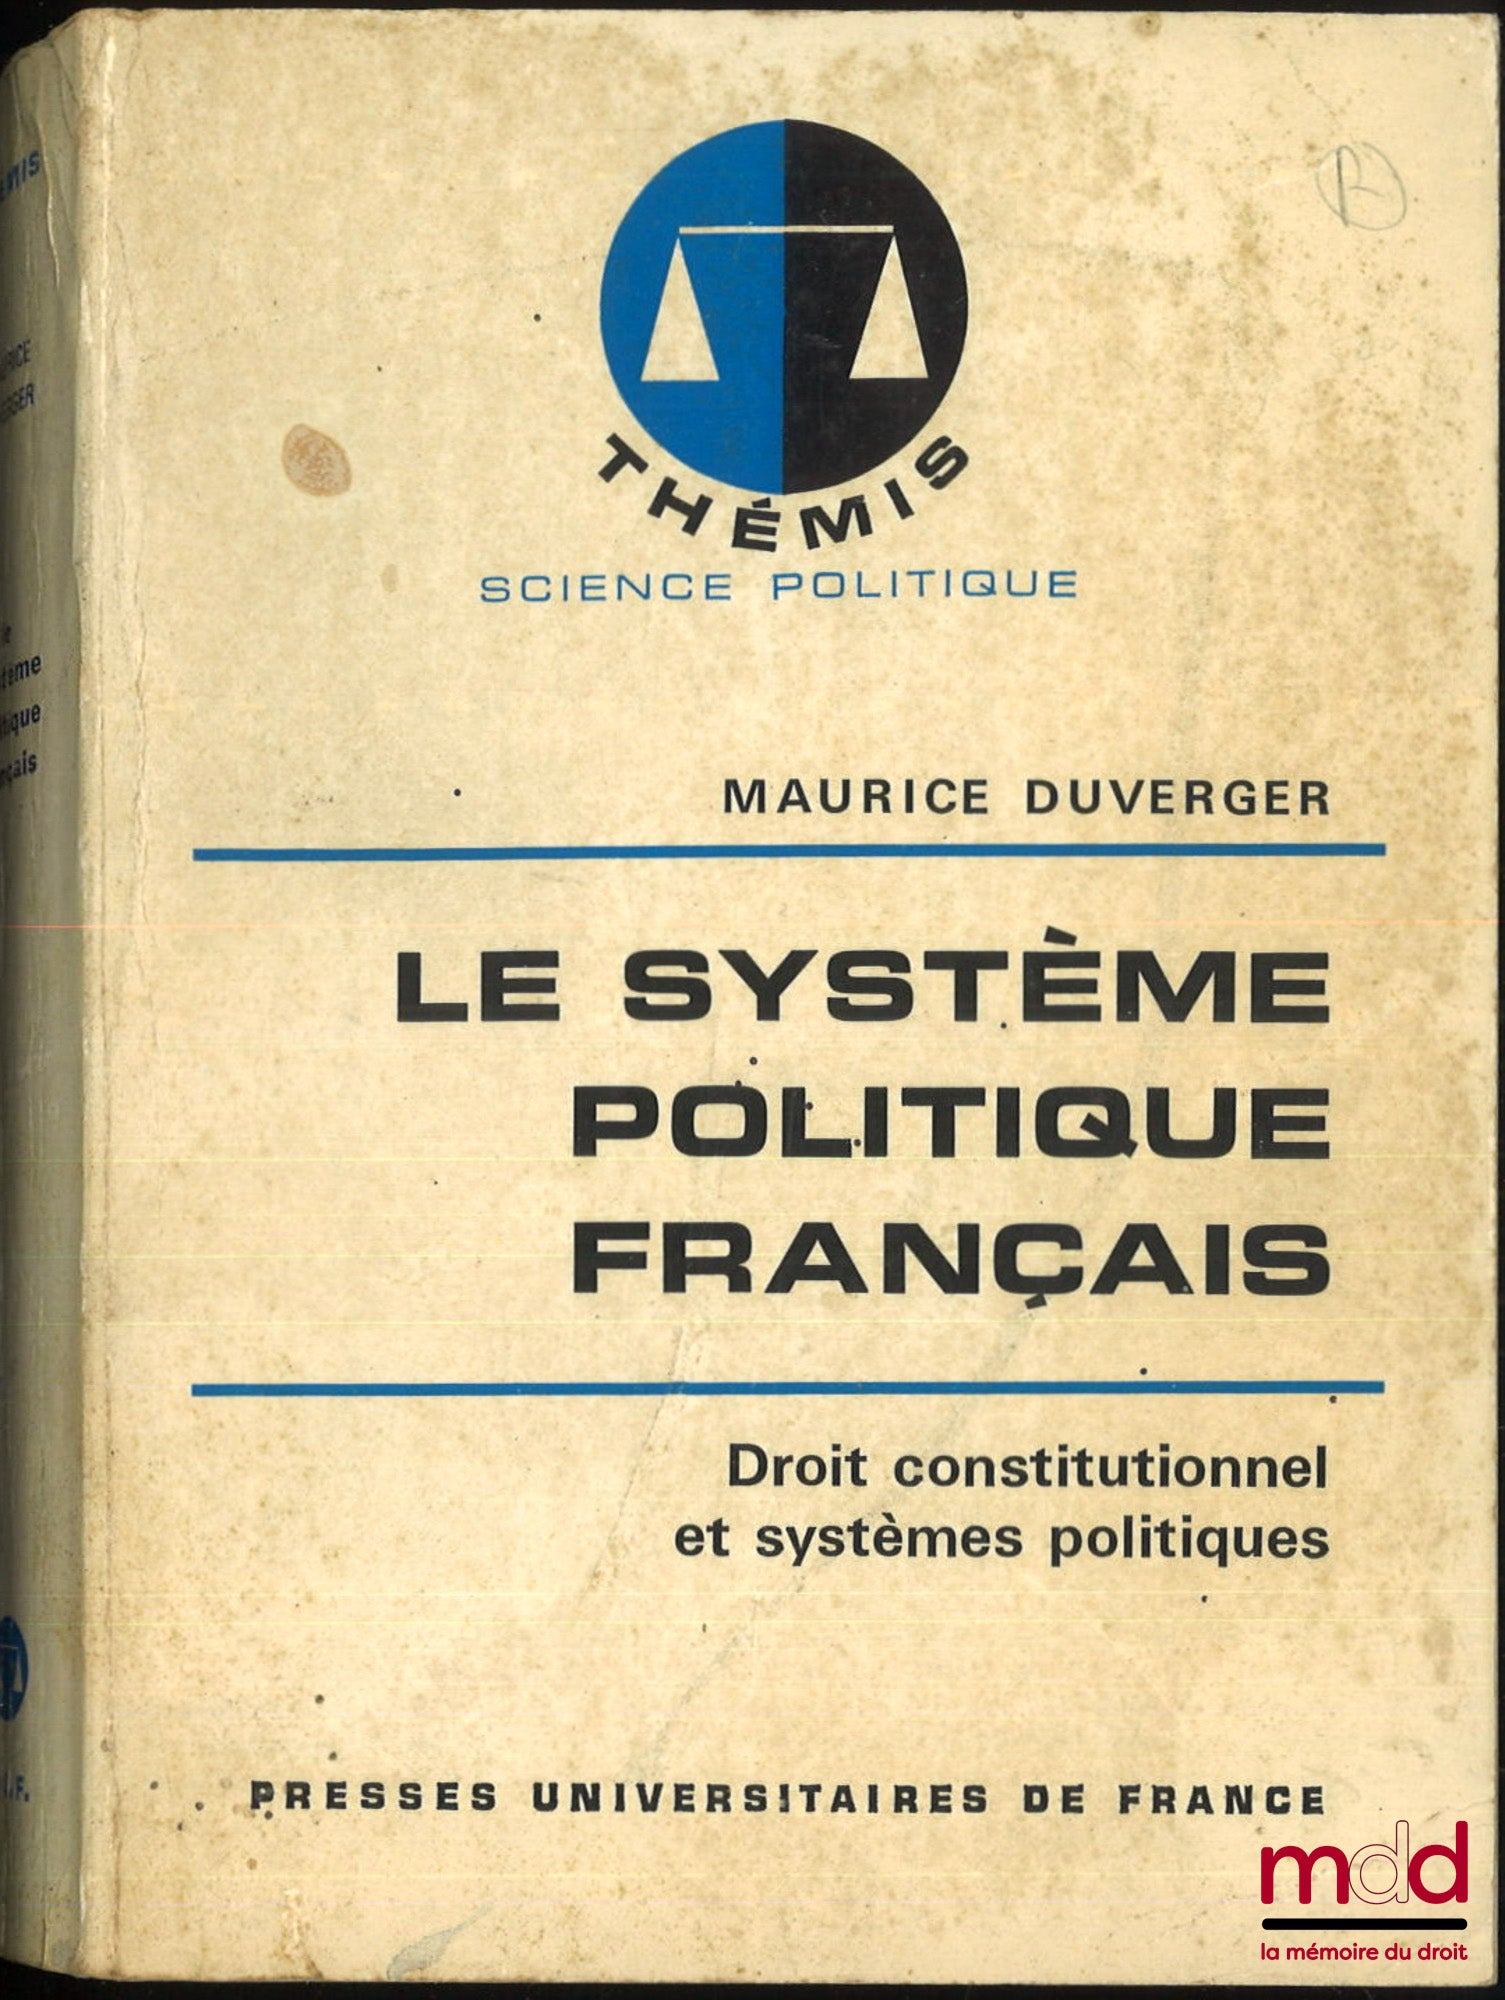 THÉMIS
SCIENCE POLITIQUE
MAURICE DUVERGER
LE SYSTÈME
POLITIQUE
FRANÇAIS
Droit constitutionnel
et systèmes politiques
PRESSES UNIVERSITAIRES DE FRANCE
mdd
la mémoire du droit